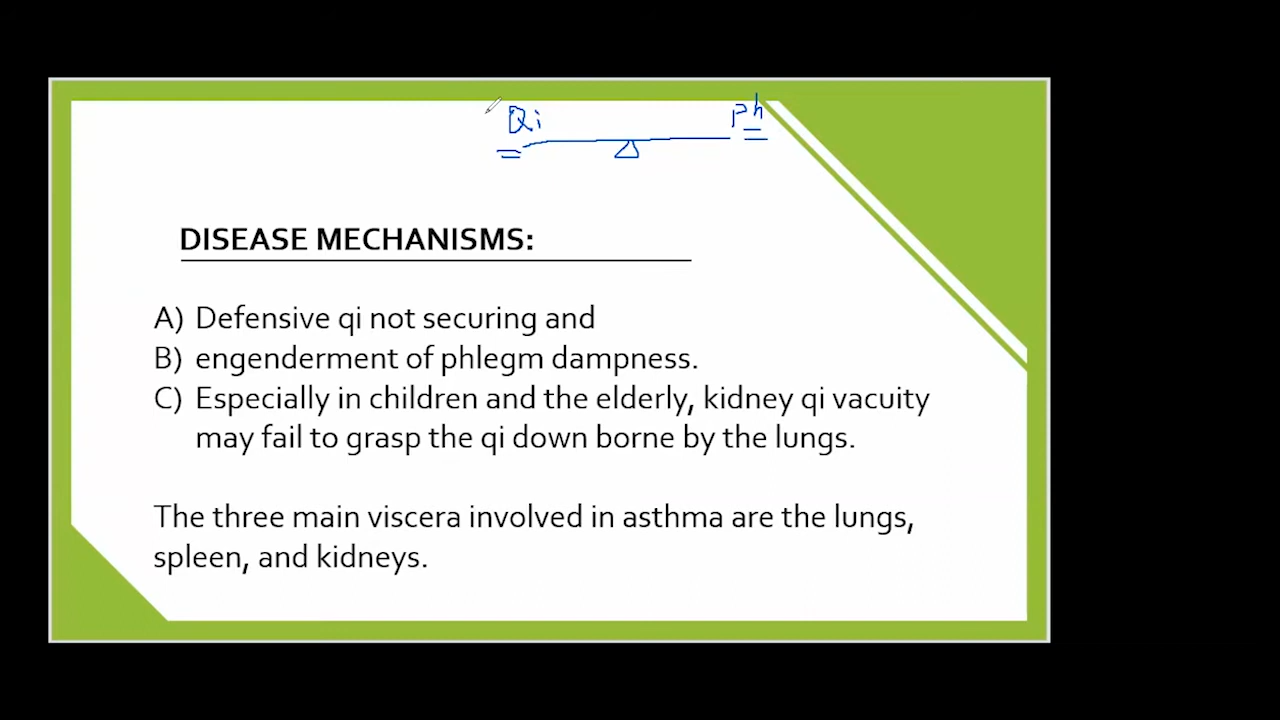 Qi Ph
DISEASE MECHANISMS:
A) Defensive qi not securing and
B) engenderment of phlegm dampness.
C) Especially in children and the elderly, kidney qi vacuity
may fail to grasp the qi down borne by the lungs.
The three main viscera involved in asthma are the lungs,
spleen, and kidneys.